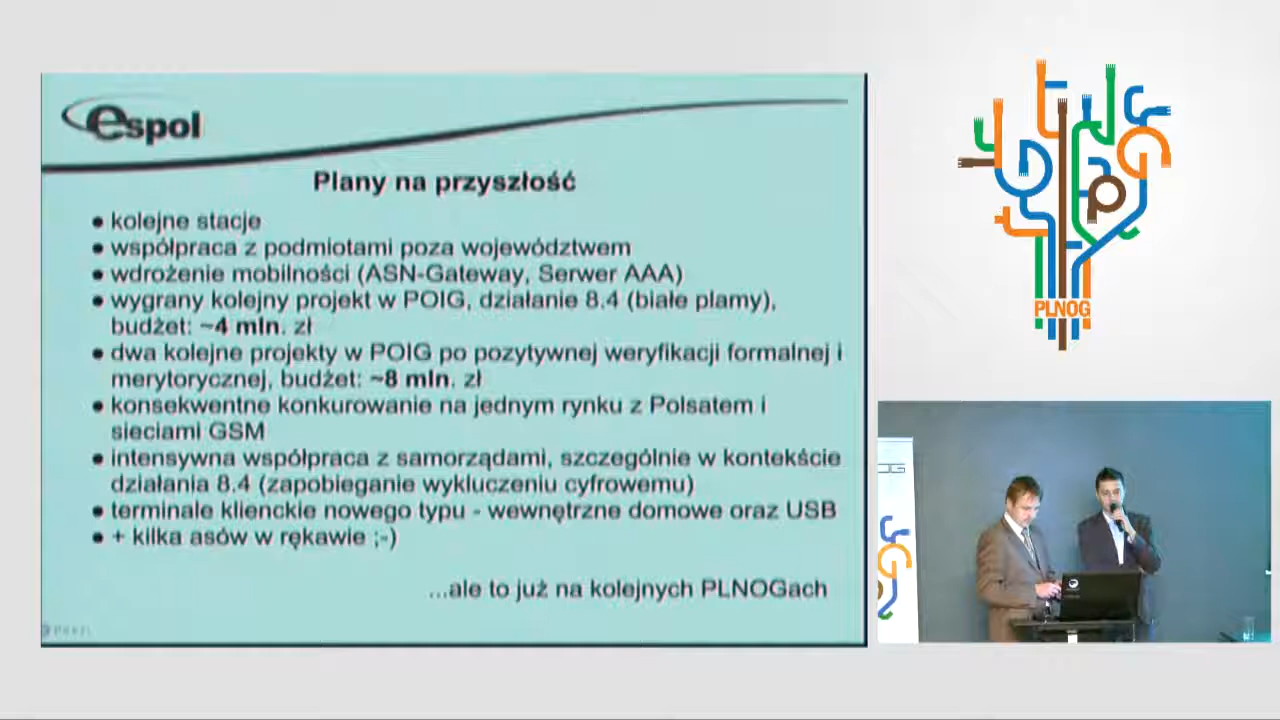 espol
Plany na przyszłość
● kolejne stacje
● współpraca z podmiotami poza województwem
● wdrożenie mobilności (ASN-Gateway, Serwer AAA)
● wygrany kolejny projekt w POIG, działanie 8.4 (białe plamy),
budżet: ~4 mln. zł
● dwa kolejne projekty w POIG po pozytywnej weryfikacji formalnej i
merytorycznej, budżet: ~8 mln. zł
● konsekwentne konkurowanie na jednym rynku z Polsatem i
sieciami GSM
● intensywna współpraca z samorządami, szczególnie w kontekście
działania 8.4 (zapobieganie wykluczeniu cyfrowemu)
● terminale klienckie nowego typu - wewnętrzne domowe oraz USB
● + kilka asów w rękawie ;-)
...ale to już na kolejnych PLNOGach
PLNOG